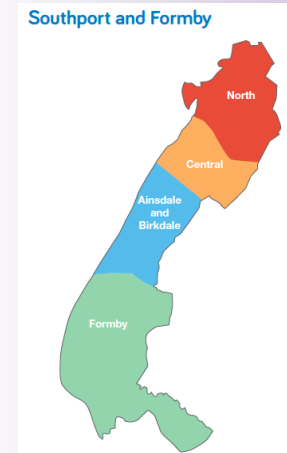 Southport and Formby
North
Central
Ainsdale
and
Birkdale
Formby